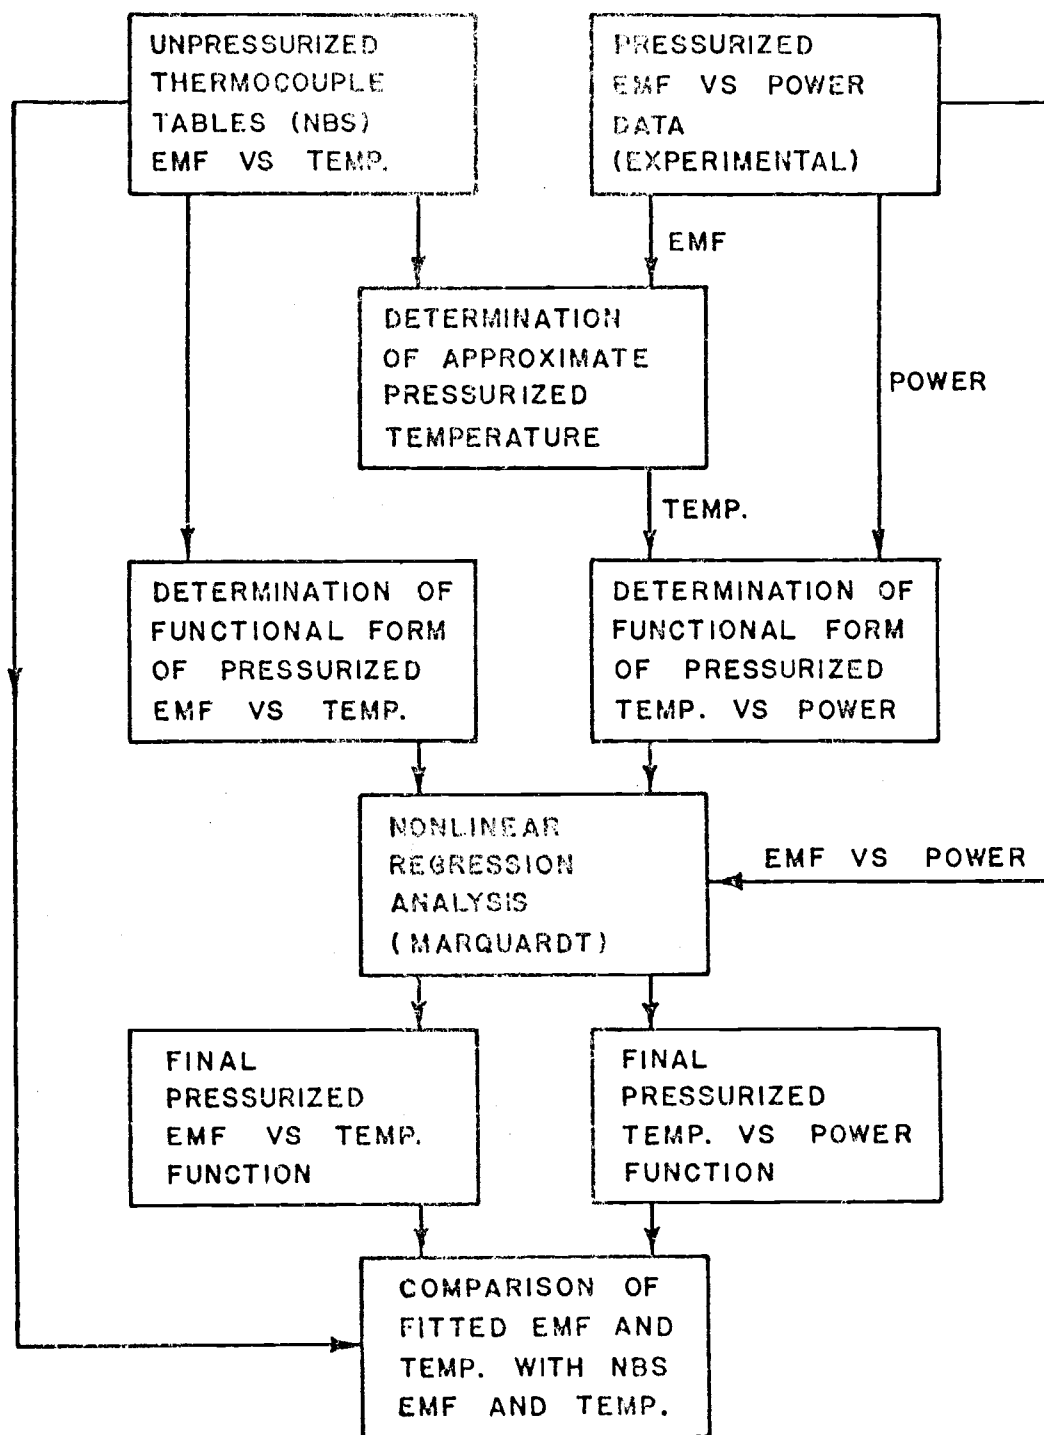 UNPRESSURIZED
THERMOCOUPLE
TABLES (NBS)
EMF VS TEMP.
PRESSURIZED
EMF VS POWER
DATA
(EXPERIMENTAL)
EMF
DETERMINATION
OF APPROXIMATE
PRESSURIZED
TEMPERATURE
POWER
TEMP.
DETERMINATION OF
FUNCTIONAL FORM
OF PRESSURIZED
EMF VS TEMP.
DETERMINATION OF
FUNCTIONAL FORM
OF PRESSURIZED
TEMP. VS POWER
NONLINEAR
REGRESSION
ANALYSIS
(MARQUARDT)
EMF VS POWER
FINAL
PRESSURIZED
EMF VS TEMP.
FUNCTION
FINAL
PRESSURIZED
TEMP. VS POWER
FUNCTION
COMPARISON OF
FITTED EMF AND
TEMP. WITH NBS
EMF AND TEMP.